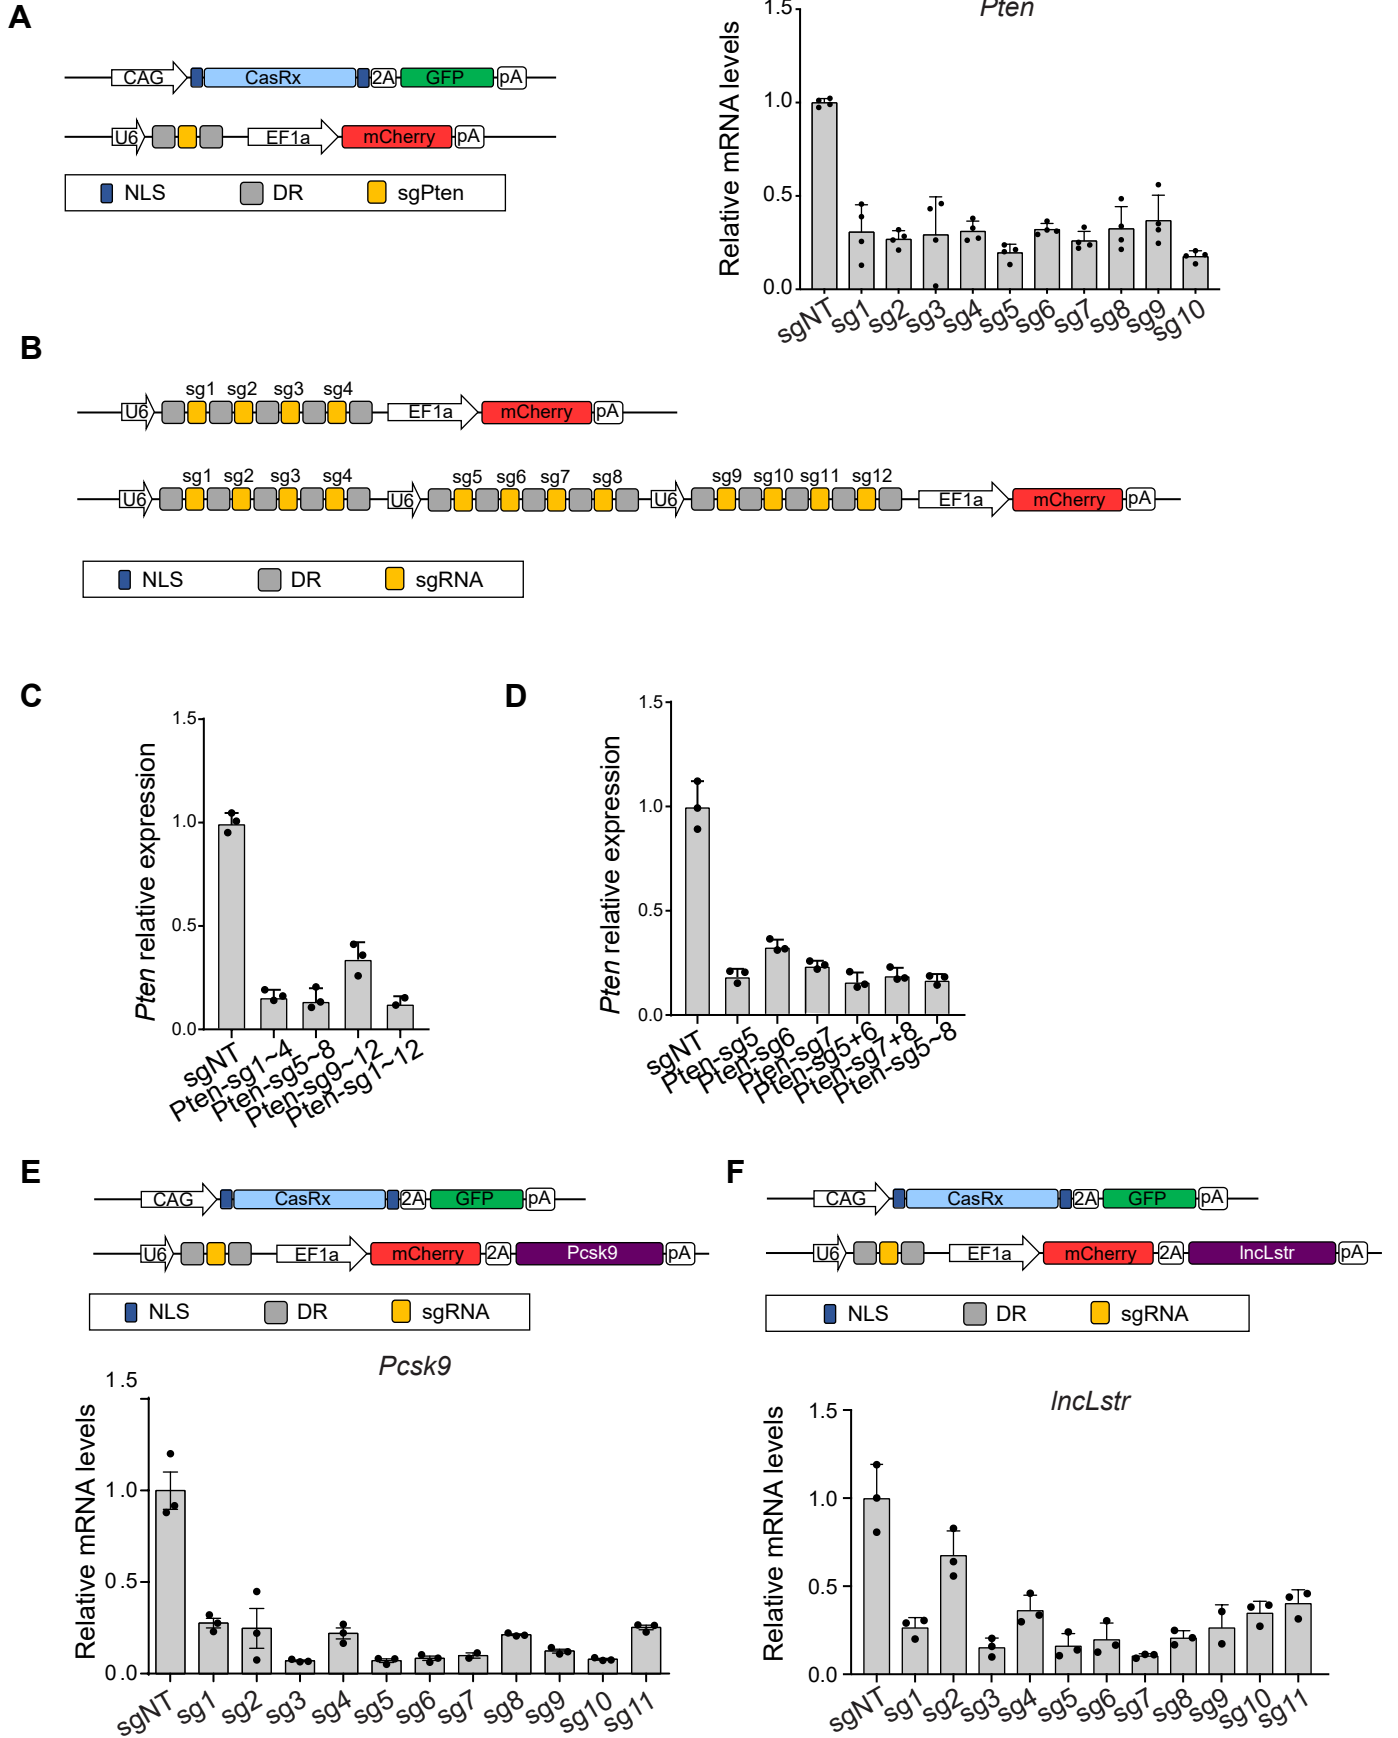 A
CAG CasRx 2A GFP pA
U6 EF1a mCherry pA
NLS DR sgPten
Pten
Relative mRNA levels
1.5
1.0
0.5
0.0
sgNT sg1 sg2 sg3 sg4 sg5 sg6 sg7 sg8 sg9 sg10
B
sg1 sg2 sg3 sg4
U6 EF1a mCherry pA
sg1 sg2 sg3 sg4 sg5 sg6 sg7 sg8 sg9 sg10 sg11 sg12
U6 U6 U6 EF1a mCherry pA
NLS DR sgRNA
C
Pten relative expression
1.5
1.0
0.5
0.0
sgNT Pten-sg1~4 Pten-sg5~8 Pten-sg9~12 Pten-sg1~12
D
Pten relative expression
1.5
1.0
0.5
0.0
sgNT Pten-sg5 Pten-sg6 Pten-sg7 Pten-sg5+6 Pten-sg7+8 Pten-sg5~8
E
CAG CasRx 2A GFP pA
U6 EF1a mCherry 2A Pcsk9 pA
NLS DR sgRNA
Pcsk9
Relative mRNA levels
1.5
1.0
0.5
0.0
sgNT sg1 sg2 sg3 sg4 sg5 sg6 sg7 sg8 sg9 sg10 sg11
F
CAG CasRx 2A GFP pA
U6 EF1a mCherry 2A lncLstr pA
NLS DR sgRNA
lncLstr
Relative mRNA levels
1.5
1.0
0.5
0.0
sgNT sg1 sg2 sg3 sg4 sg5 sg6 sg7 sg8 sg9 sg10 sg11